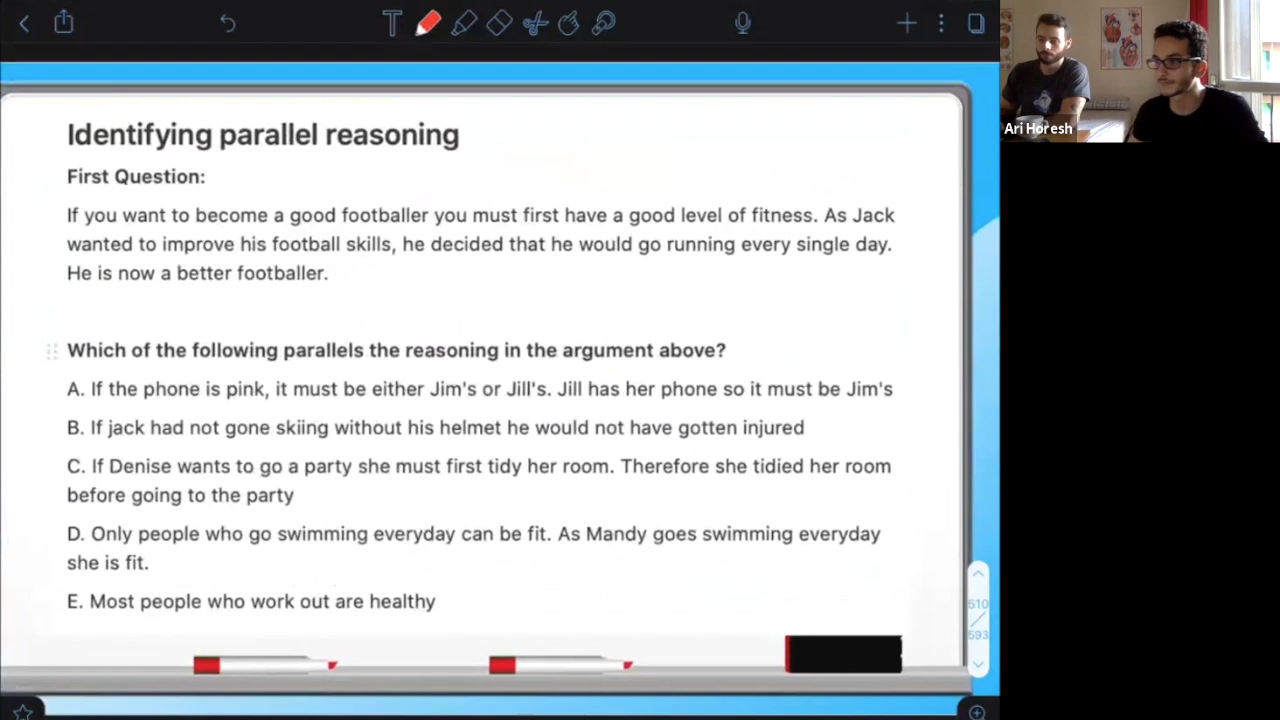 Identifying parallel reasoning
First Question:
If you want to become a good footballer you must first have a good level of fitness. As Jack
wanted to improve his football skills, he decided that he would go running every single day.
He is now a better footballer.
Which of the following parallels the reasoning in the argument above?
A. If the phone is pink, it must be either Jim's or Jill's. Jill has her phone so it must be Jim's
B. If jack had not gone skiing without his helmet he would not have gotten injured
C. If Denise wants to go a party she must first tidy her room. Therefore she tidied her room
before going to the party
D. Only people who go swimming everyday can be fit. As Mandy goes swimming everyday
she is fit.
E. Most people who work out are healthy
510
593
Ari Horesh